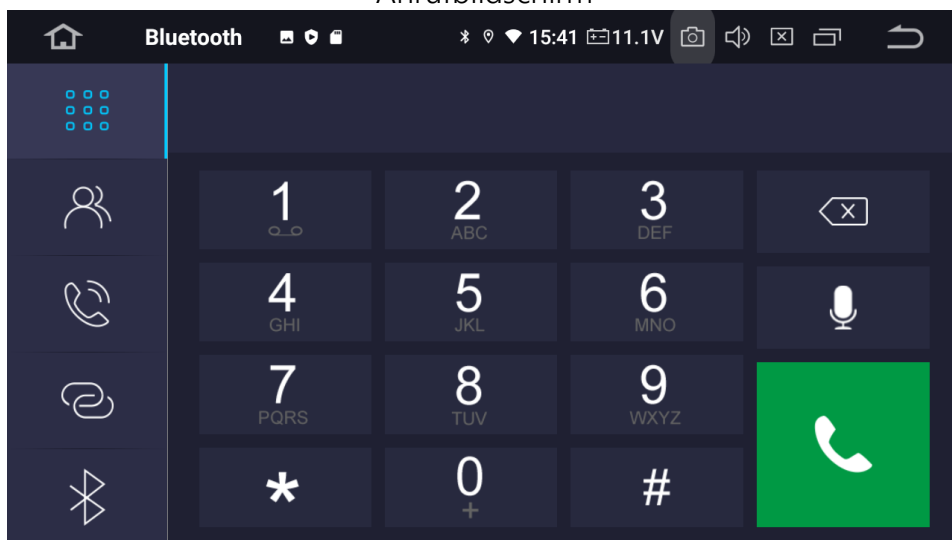 Anrufbildschirm
Bluetooth 15:41 11.1V
1 2 3
ABC DEF
4 5 6
GHI JKL MNO
7 8 9
PQRS TUV WXYZ
* 0 #
+